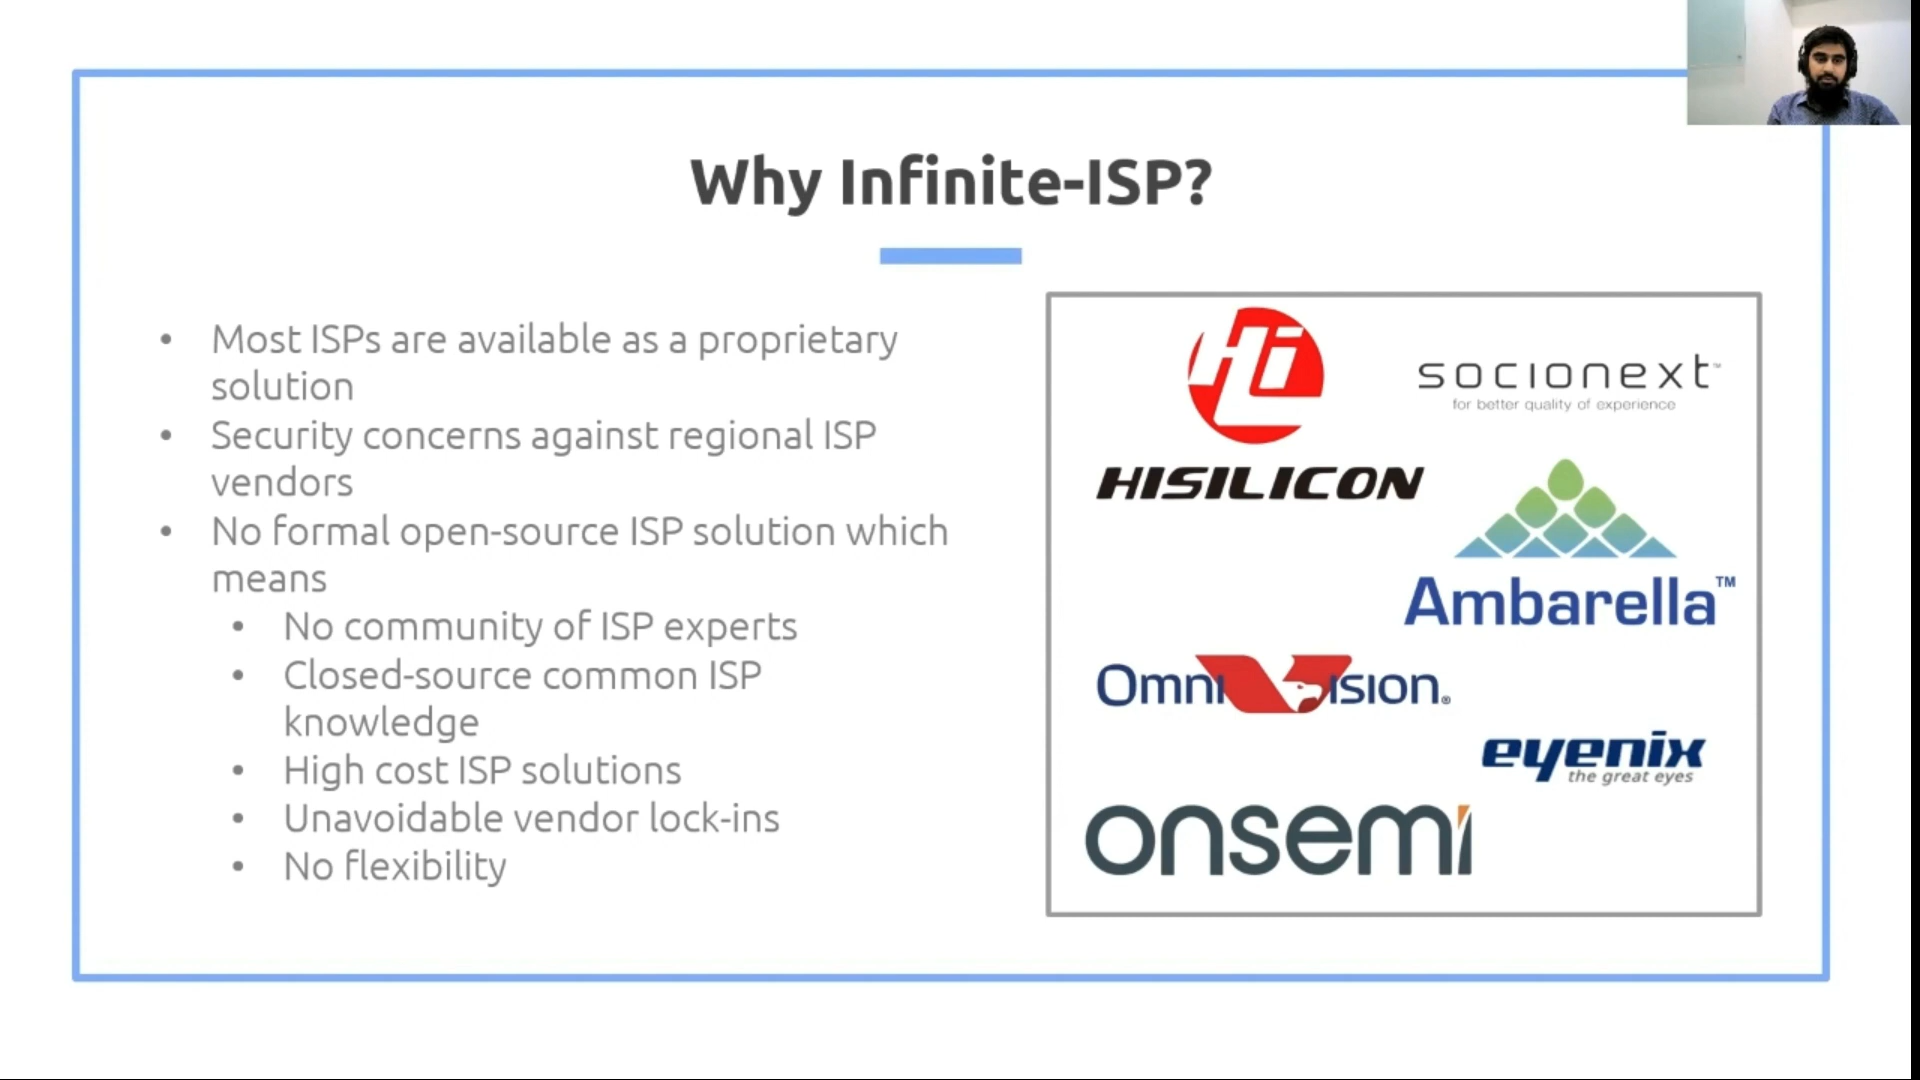 Why Infinite-ISP?
• Most ISPs are available as a proprietary
solution
• Security concerns against regional ISP
vendors
• No formal open-source ISP solution which
means
• No community of ISP experts
• Closed-source common ISP
knowledge
• High cost ISP solutions
• Unavoidable vendor lock-ins
• No flexibility
Hi
HISILICON
socionext™
for better quality of experience
Ambarella™
OmniVision®
eyenix
the great eyes
onsemi